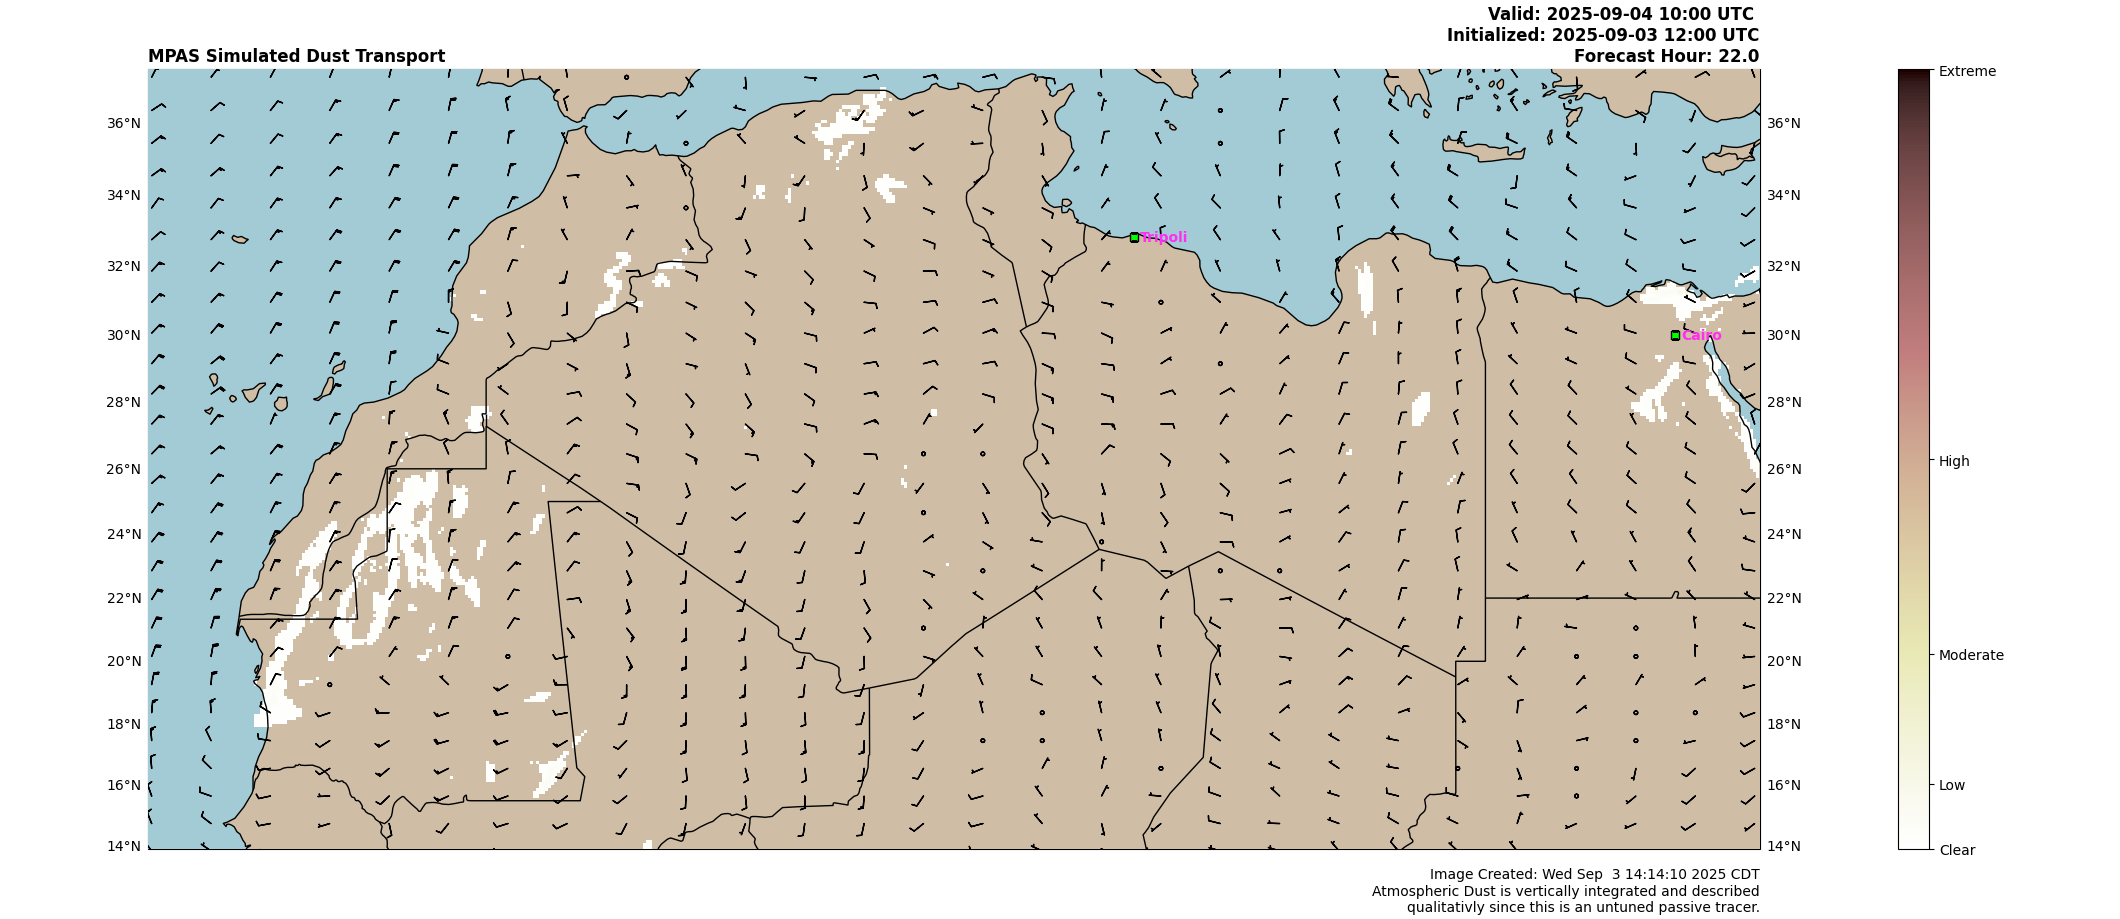 Valid: 2025-09-04 10:00 UTC
Initialized: 2025-09-03 12:00 UTC
MPAS Simulated Dust Transport
Forecast Hour: 22.0
Extreme
36°N
36°N
34°N
34°N
Tripoli
32°N
32°N
30°N
Cairo
30°N
28°N
28°N
26°N
26°N
High
24°N
24°N
22°N
22°N
20°N
20°N
Moderate
18°N
18°N
16°N
16°N
Low
14°N
14°N
Clear
Image Created: Wed Sep  3 14:14:10 2025 CDT
Atmospheric Dust is vertically integrated and described
qualitativly since this is an untuned passive tracer.